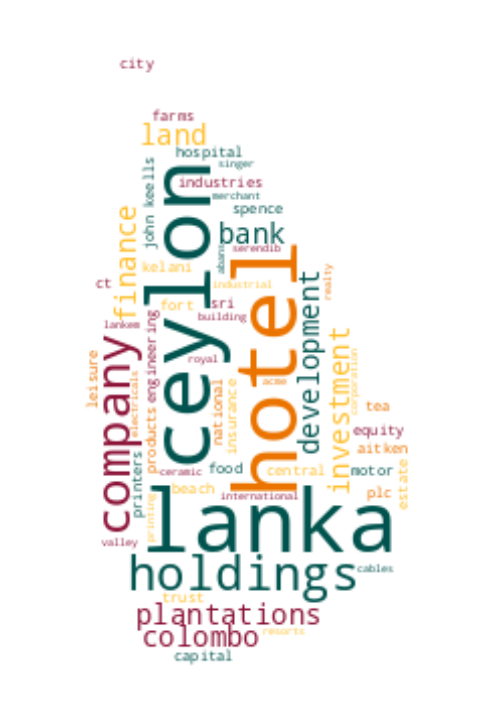 city
farms
land
hospital
singer
john keells
industries
merchant
spence
ceylon
bank
serendib
abans
finance
kelani
hotel
industrial
realty
ct
fort
sri
building
development
lankem
company
engineering
royal
investment
corporation
leisure
electricals
products
national
insurance
acme
tea
equity
aitken
printers
ceramic
food
central
motor
estate
printing
beach
international
plc
lanka
valley
holdings
cables
trust
plantations
colombo
resorts
capital